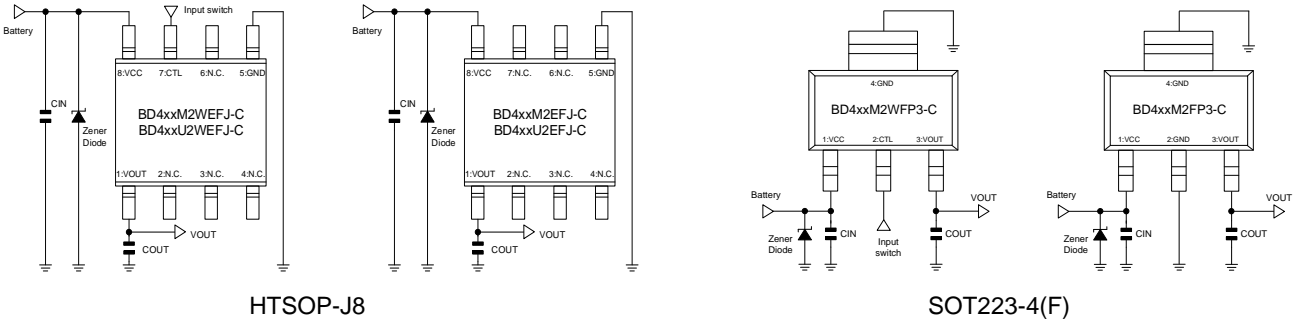 Battery
Input switch
CIN
Zener
Diode
8:VCC 7:CTL 6:N.C. 5:GND
BD4xxM2WEFJ-C
BD4xxU2WEFJ-C
1:VOUT 2:N.C. 3:N.C. 4:N.C.
VOUT
COUT
Battery
CIN
Zener
Diode
8:VCC 7:N.C. 6:N.C. 5:GND
BD4xxM2EFJ-C
BD4xxU2EFJ-C
1:VOUT 2:N.C. 3:N.C. 4:N.C.
VOUT
COUT
HTSOP-J8
4:GND
BD4xxM2WFP3-C
1:VCC 2:CTL 3:VOUT
Battery
VOUT
Zener
Diode
CIN
Input
switch
COUT
4:GND
BD4xxM2FP3-C
1:VCC 2:GND 3:VOUT
Battery
VOUT
Zener
Diode
CIN
COUT
SOT223-4(F)